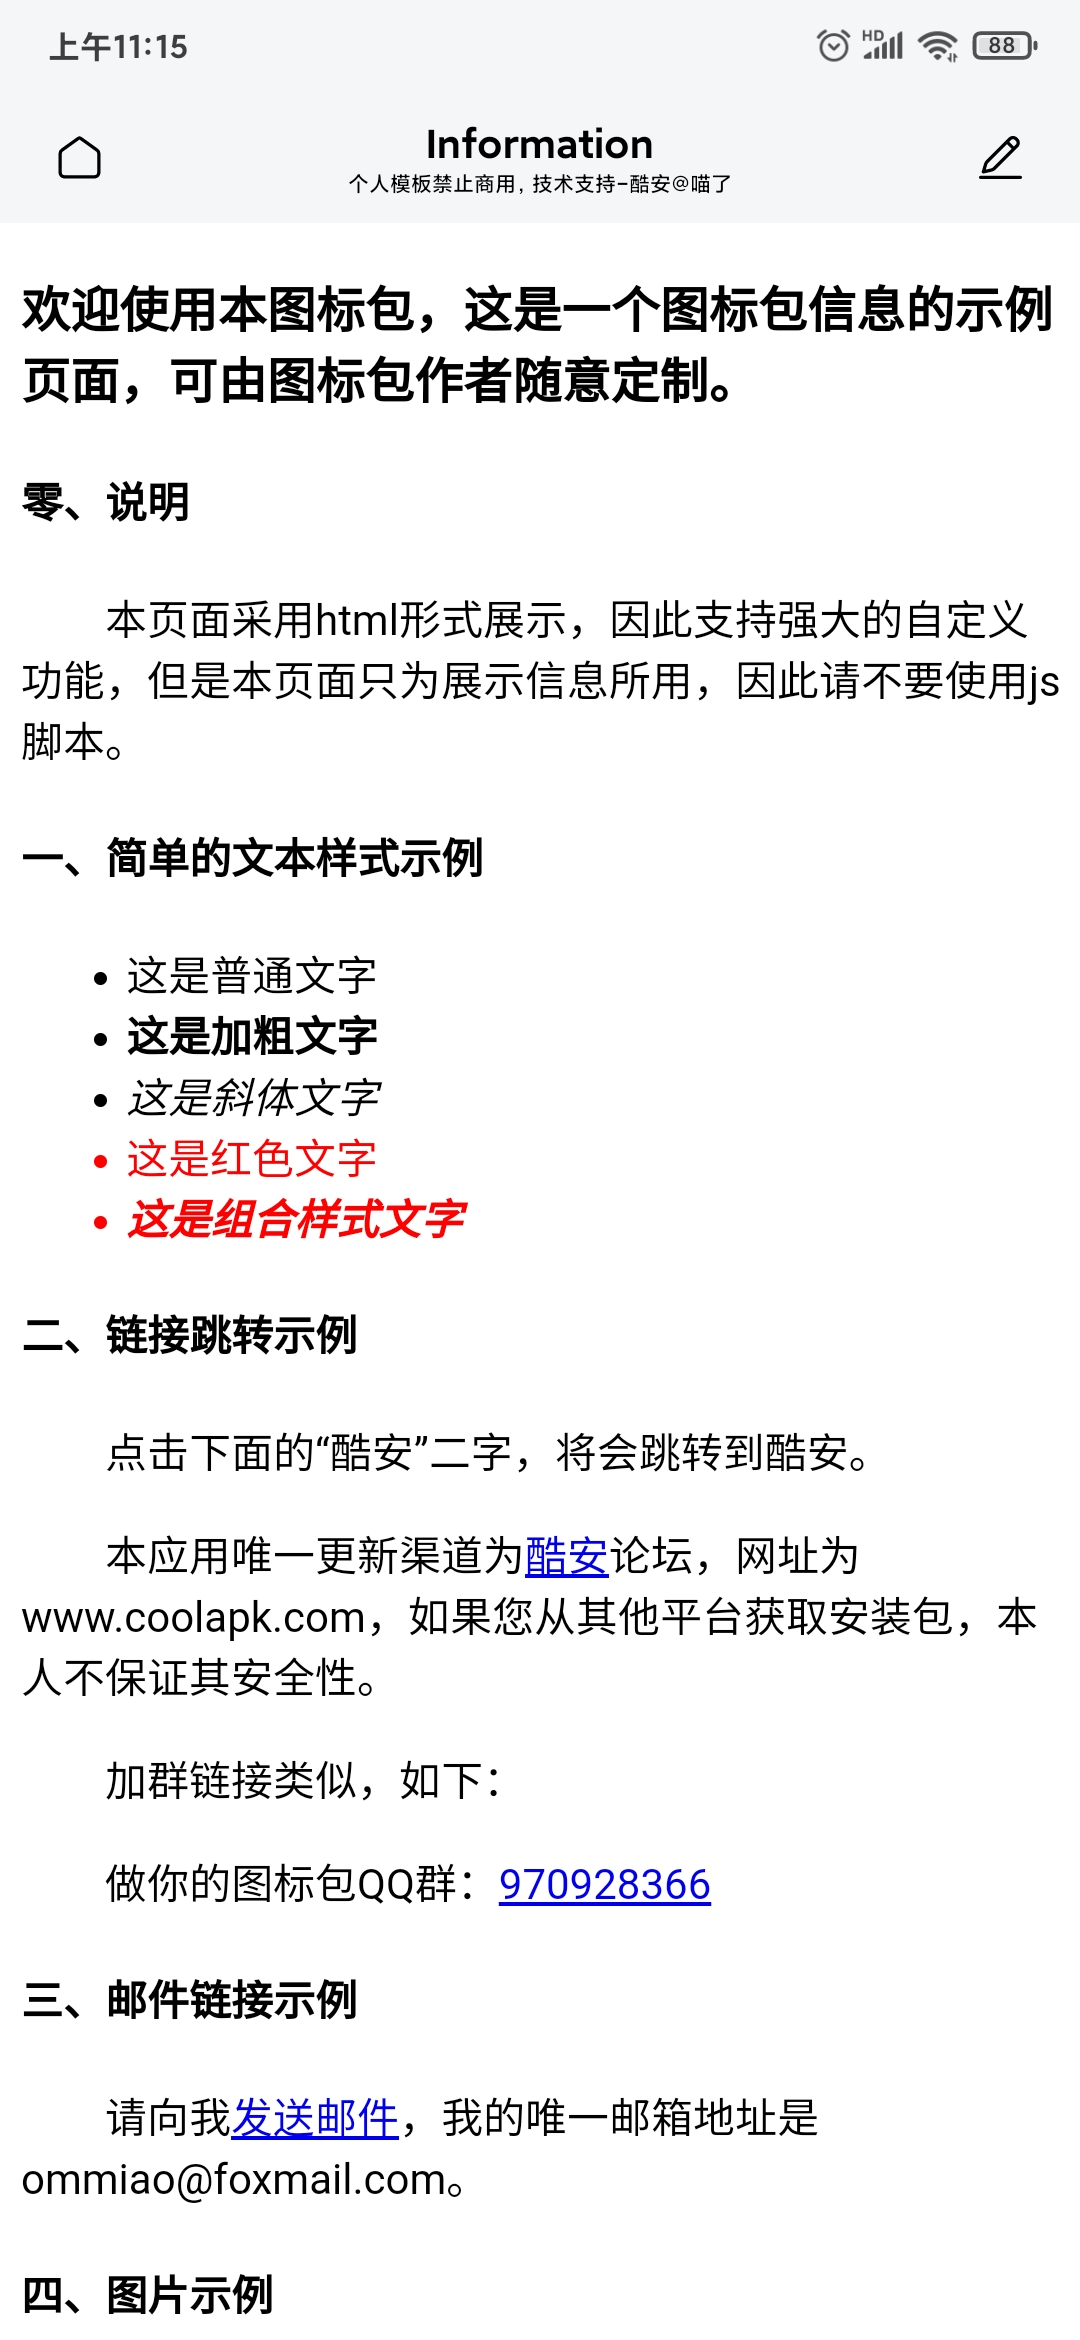 上午11:15
HD
88
Information
个人模板禁止商用，技术支持-酷安@喵了
欢迎使用本图标包，这是一个图标包信息的示例
页面，可由图标包作者随意定制。
零、说明
本页面采用html形式展示，因此支持强大的自定义
功能，但是本页面只为展示信息所用，因此请不要使用js
脚本。
一、简单的文本样式示例
• 这是普通文字
• 这是加粗文字
• 这是斜体文字
• 这是红色文字
• 这是组合样式文字
二、链接跳转示例
点击下面的“酷安”二字，将会跳转到酷安。
本应用唯一更新渠道为酷安论坛，网址为
www.coolapk.com，如果您从其他平台获取安装包，本
人不保证其安全性。
加群链接类似，如下：
做你的图标包QQ群：970928366
三、邮件链接示例
请向我发送邮件，我的唯一邮箱地址是
ommiao@foxmail.com。
四、图片示例